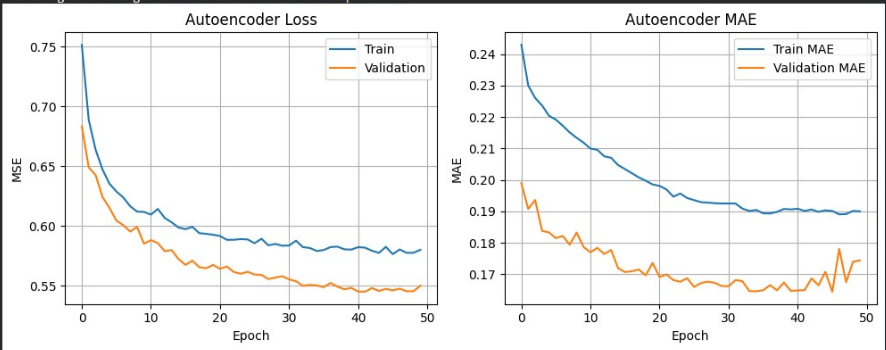 Autoencoder Loss
MSE
0.75
0.70
0.65
0.60
0.55
0
10
20
30
40
50
Epoch
Train
Validation
Autoencoder MAE
MAE
0.24
0.23
0.22
0.21
0.20
0.19
0.18
0.17
0
10
20
30
40
50
Epoch
Train MAE
Validation MAE